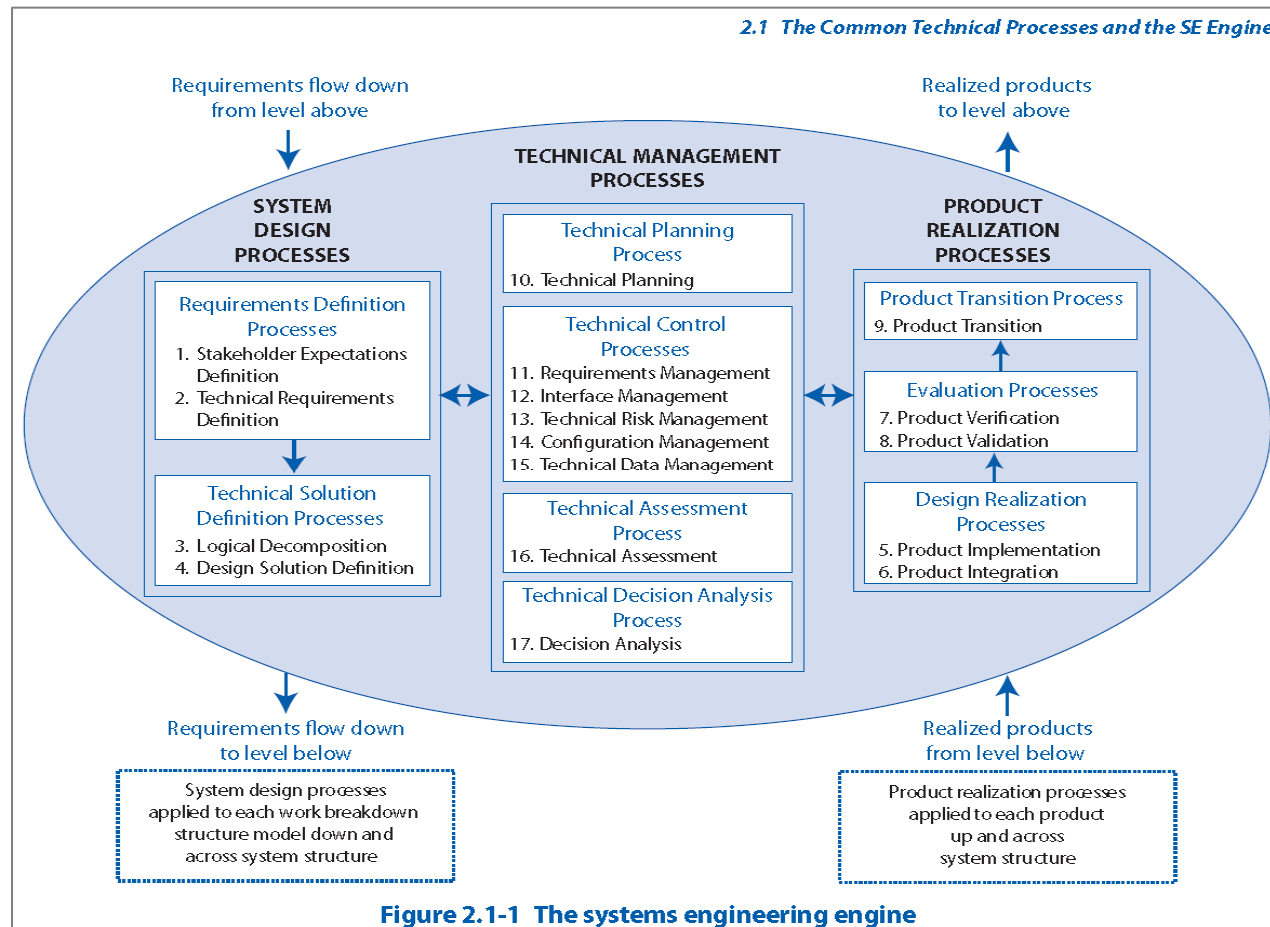 2.1 The Common Technical Processes and the SE Engine
Requirements flow down
from level above
Realized products
to level above
TECHNICAL MANAGEMENT
PROCESSES
SYSTEM
DESIGN
PROCESSES
Requirements Definition
Processes
1. Stakeholder Expectations
Definition
2. Technical Requirements
Definition
Technical Solution
Definition Processes
3. Logical Decomposition
4. Design Solution Definition
Technical Planning
Process
10. Technical Planning
Technical Control
Processes
11. Requirements Management
12. Interface Management
13. Technical Risk Management
14. Configuration Management
15. Technical Data Management
Technical Assessment
Process
16. Technical Assessment
Technical Decision Analysis
Process
17. Decision Analysis
PRODUCT
REALIZATION
PROCESSES
Product Transition Process
9. Product Transition
Evaluation Processes
7. Product Verification
8. Product Validation
Design Realization
Processes
5. Product Implementation
6. Product Integration
Requirements flow down
to level below
Realized products
from level below
System design processes
applied to each work breakdown
structure model down and
across system structure
Product realization processes
applied to each product
up and across
system structure
Figure 2.1-1 The systems engineering engine